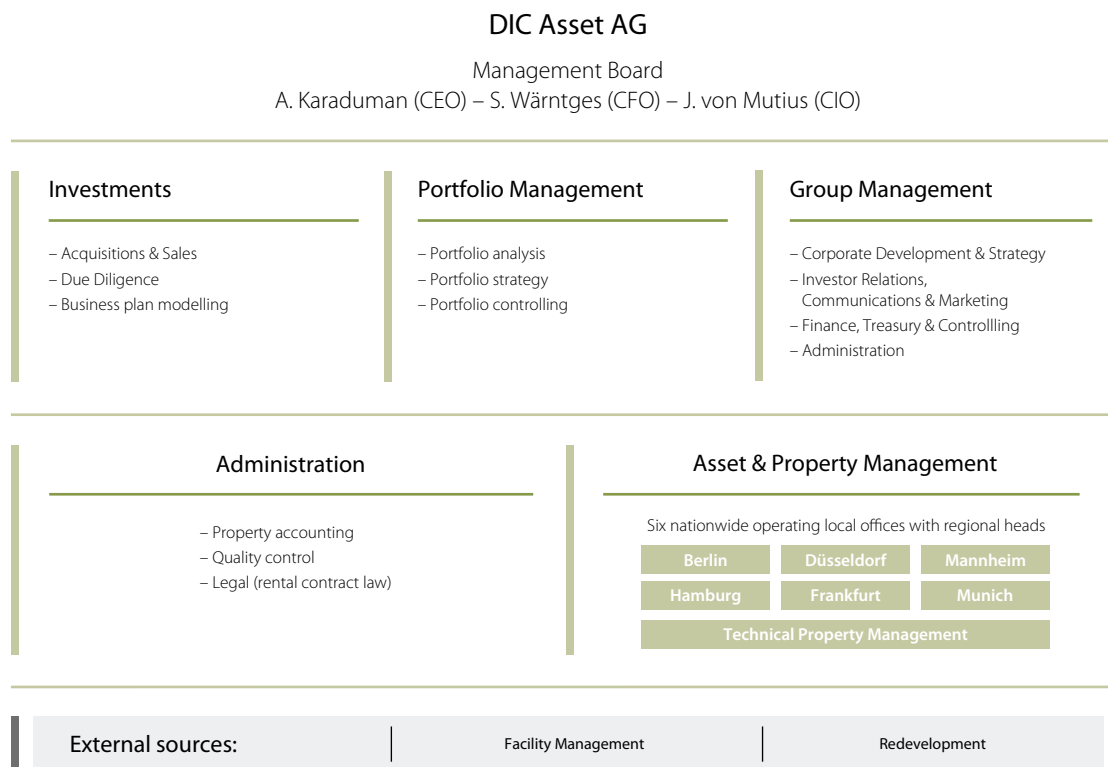 DIC Asset AG
Management Board
A. Karaduman (CEO) – S. Wärntges (CFO) – J. von Mutius (CIO)
Investments
– Acquisitions & Sales
– Due Diligence
– Business plan modelling
Portfolio Management
– Portfolio analysis
– Portfolio strategy
– Portfolio controlling
Group Management
– Corporate Development & Strategy
– Investor Relations,
Communications & Marketing
– Finance, Treasury & Controllling
– Administration
Administration
– Property accounting
– Quality control
– Legal (rental contract law)
Asset & Property Management
Six nationwide operating local offices with regional heads
Berlin Düsseldorf Mannheim
Hamburg Frankfurt Munich
Technical Property Management
External sources: Facility Management Redevelopment